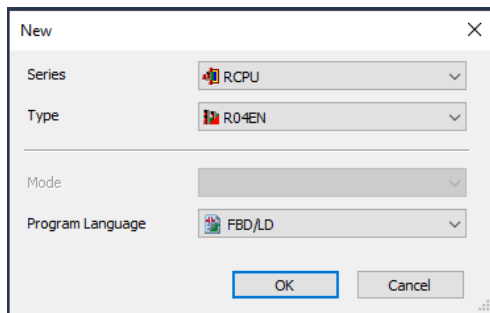 New
Series
RCPU
Type
R04EN
Mode
Program Language
FBD/LD
OK
Cancel